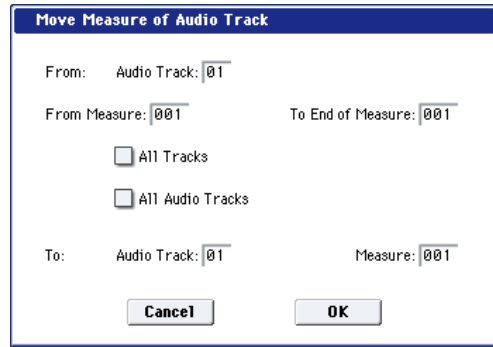 Move Measure of Audio Track
From: Audio Track: 01
From Measure: 001 To End of Measure: 001
All Tracks
All Audio Tracks
To: Audio Track: 01 Measure: 001
Cancel OK